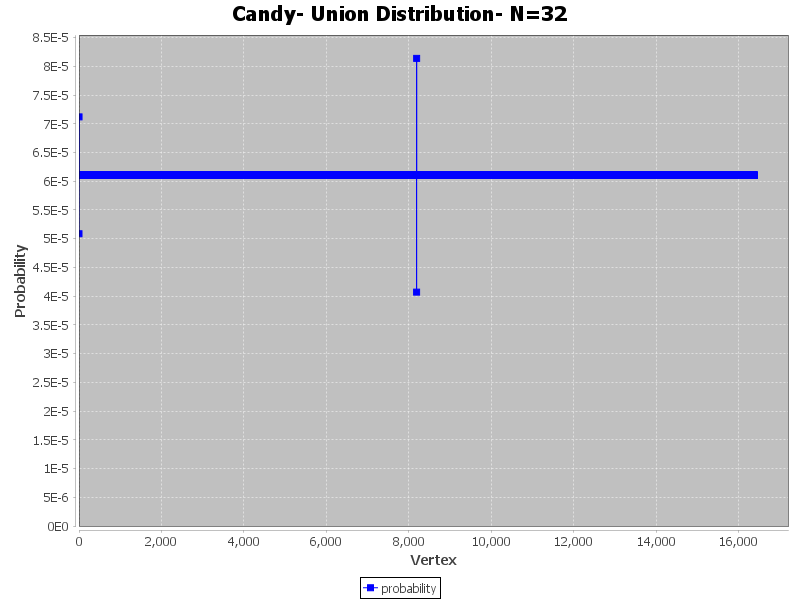 Candy- Union Distribution- N=32
8.5E-5
8E-5
7.5E-5
7E-5
6.5E-5
6E-5
5.5E-5
5E-5
4.5E-5
4E-5
3.5E-5
3E-5
2.5E-5
2E-5
1.5E-5
1E-5
5E-6
0E0
Probability
0 2,000 4,000 6,000 8,000 10,000 12,000 14,000 16,000
Vertex
probability